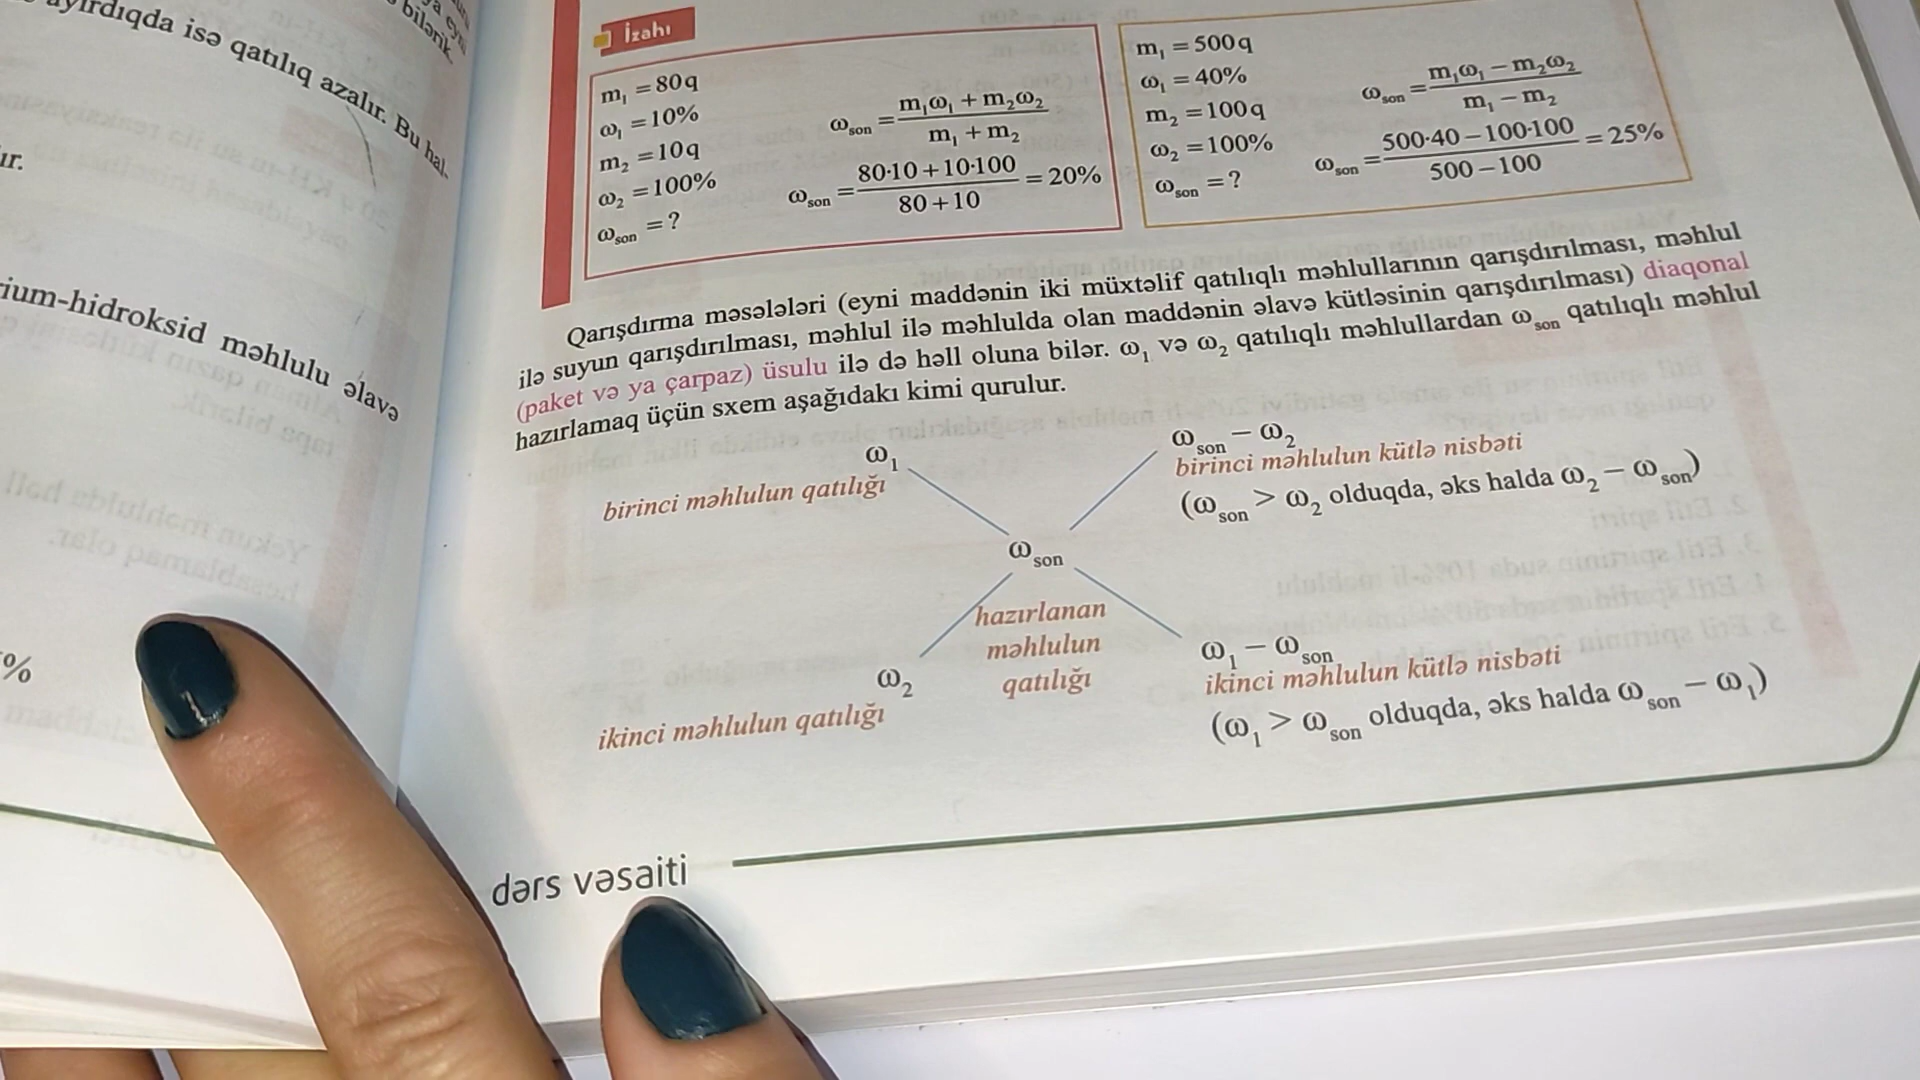 ayırdıqda isə qatılıq azalır. Bu hal-
bilərik.
ır.
rium-hidroksid məhlulu əlavə
%
İzahı
m₁ = 80q
ω₁ = 10%
m₂ = 10q
ω₂ = 100%
ω_son = ?
ω_son = (m₁ω₁ + m₂ω₂) / (m₁ + m₂)
ω_son = (80·10 + 10·100) / (80 + 10) = 20%
m₁ = 500q
ω₁ = 40%
m₂ = 100q
ω₂ = 100%
ω_son = ?
ω_son = (m₁ω₁ − m₂ω₂) / (m₁ − m₂)
ω_son = (500·40 − 100·100) / (500 − 100) = 25%
Qarışdırma məsələləri (eyni maddənin iki müxtəlif qatılıqlı məhlullarının qarışdırılması, məhlul
ilə suyun qarışdırılması, məhlul ilə məhlulda olan maddənin əlavə kütləsinin qarışdırılması) diaqonal
(paket və ya çarpaz) üsulu ilə də həll oluna bilər. ω₁ və ω₂ qatılıqlı məhlullardan ω_son qatılıqlı məhlul
hazırlamaq üçün sxem aşağıdakı kimi qurulur.
ω₁
birinci məhlulun qatılığı
ω_son − ω₂
birinci məhlulun kütlə nisbəti
(ω_son > ω₂ olduqda, əks halda ω₂ − ω_son)
ω_son
hazırlanan
məhlulun
qatılığı
ω₂
ikinci məhlulun qatılığı
ω₁ − ω_son
ikinci məhlulun kütlə nisbəti
(ω₁ > ω_son olduqda, əks halda ω_son − ω₁)
dərs vəsaiti